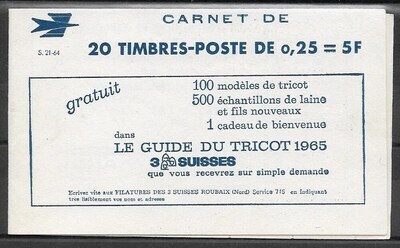 CARNET DE
S. 21-64
20 TIMBRES-POSTE DE 0,25 = 5F
gratuit
100 modèles de tricot
500 échantillons de laine
et fils nouveaux
1 cadeau de bienvenue
dans
LE GUIDE DU TRICOT 1965
3 SUISSES
que vous recevrez sur simple demande
Ecrivez vite aux FILATURES DES 3 SUISSES ROUBAIX (Nord) Service 715 en indiquant
tres lisiblement vos nom et adresse